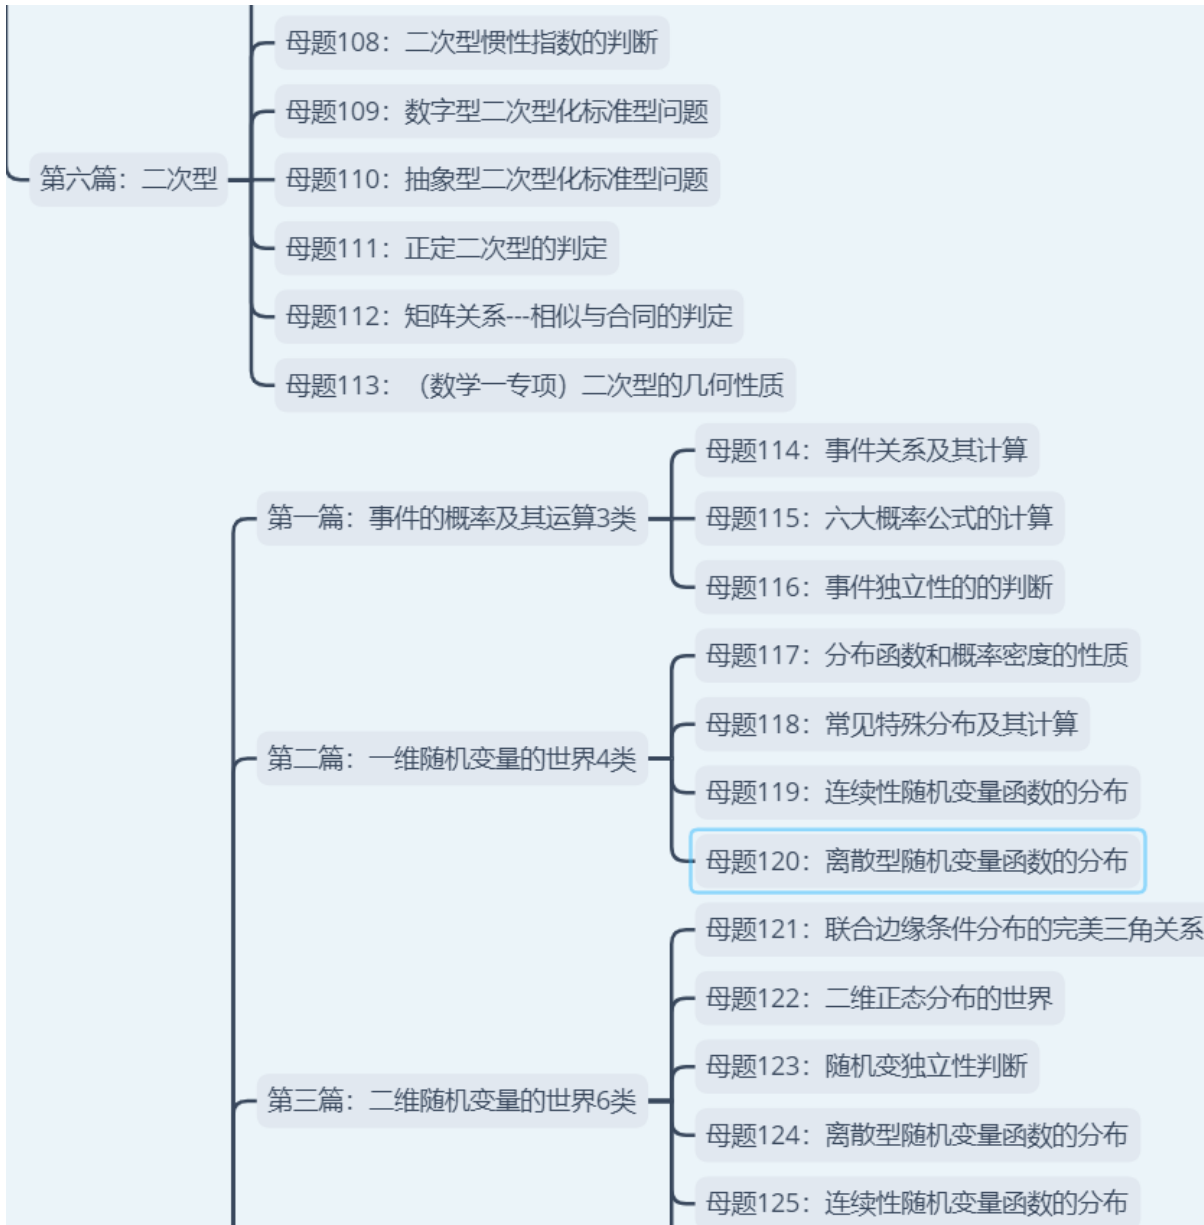 母题108：二次型惯性指数的判断
母题109：数字型二次型化标准型问题
第六篇：二次型
母题110：抽象型二次型化标准型问题
母题111：正定二次型的判定
母题112：矩阵关系---相似与合同的判定
母题113：（数学一专项）二次型的几何性质
第一篇：事件的概率及其运算3类
母题114：事件关系及其计算
母题115：六大概率公式的计算
母题116：事件独立性的的判断
第二篇：一维随机变量的世界4类
母题117：分布函数和概率密度的性质
母题118：常见特殊分布及其计算
母题119：连续性随机变量函数的分布
母题120：离散型随机变量函数的分布
第三篇：二维随机变量的世界6类
母题121：联合边缘条件分布的完美三角关系
母题122：二维正态分布的世界
母题123：随机变独立性判断
母题124：离散型随机变量函数的分布
母题125：连续性随机变量函数的分布